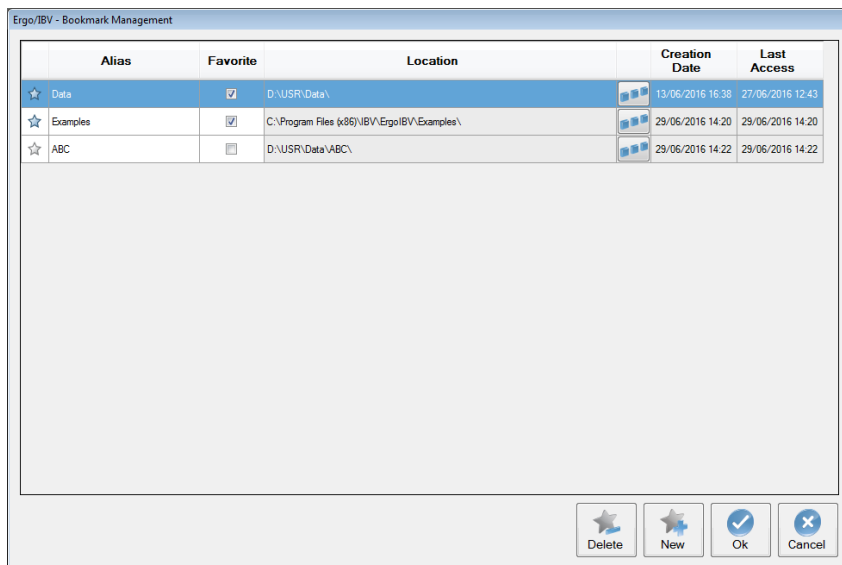 Ergo/IBV - Bookmark Management
Alias Favorite Location Creation Date Last Access
Data D:\USR\Data\ 13/06/2016 16:38 27/06/2016 12:43
Examples C:\Program Files (x86)\IBV\ErgoIBV\Examples\ 29/06/2016 14:20 29/06/2016 14:20
ABC D:\USR\Data\ABC\ 29/06/2016 14:22 29/06/2016 14:22
Delete New Ok Cancel